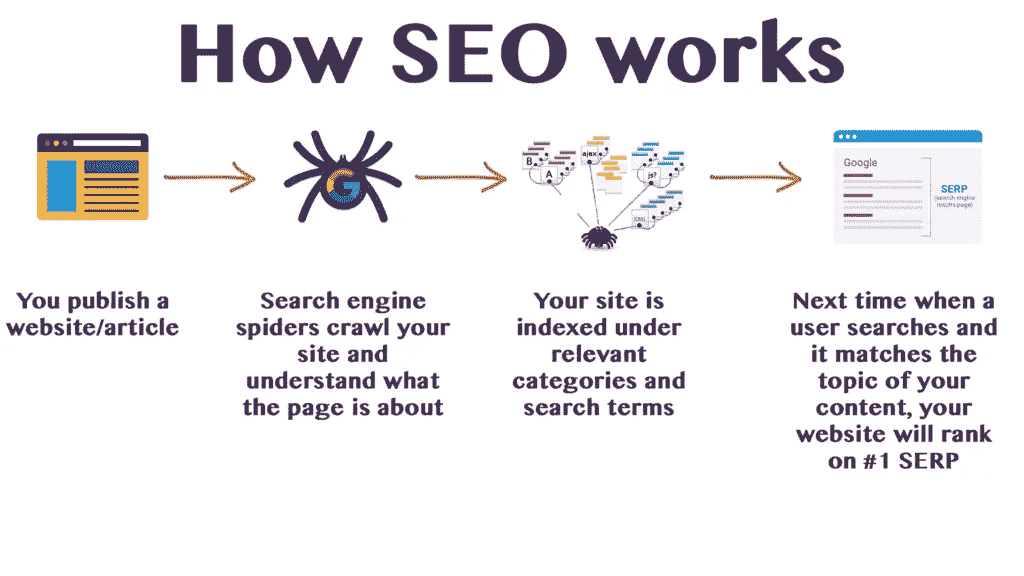 How SEO works
B
A
ajax
js?
XML
Google
SERP
(search engine
results page)
You publish a
website/article
Search engine
spiders crawl your
site and
understand what
the page is about
Your site is
indexed under
relevant
categories and
search terms
Next time when a
user searches and
it matches the
topic of your
content, your
website will rank
on #1 SERP